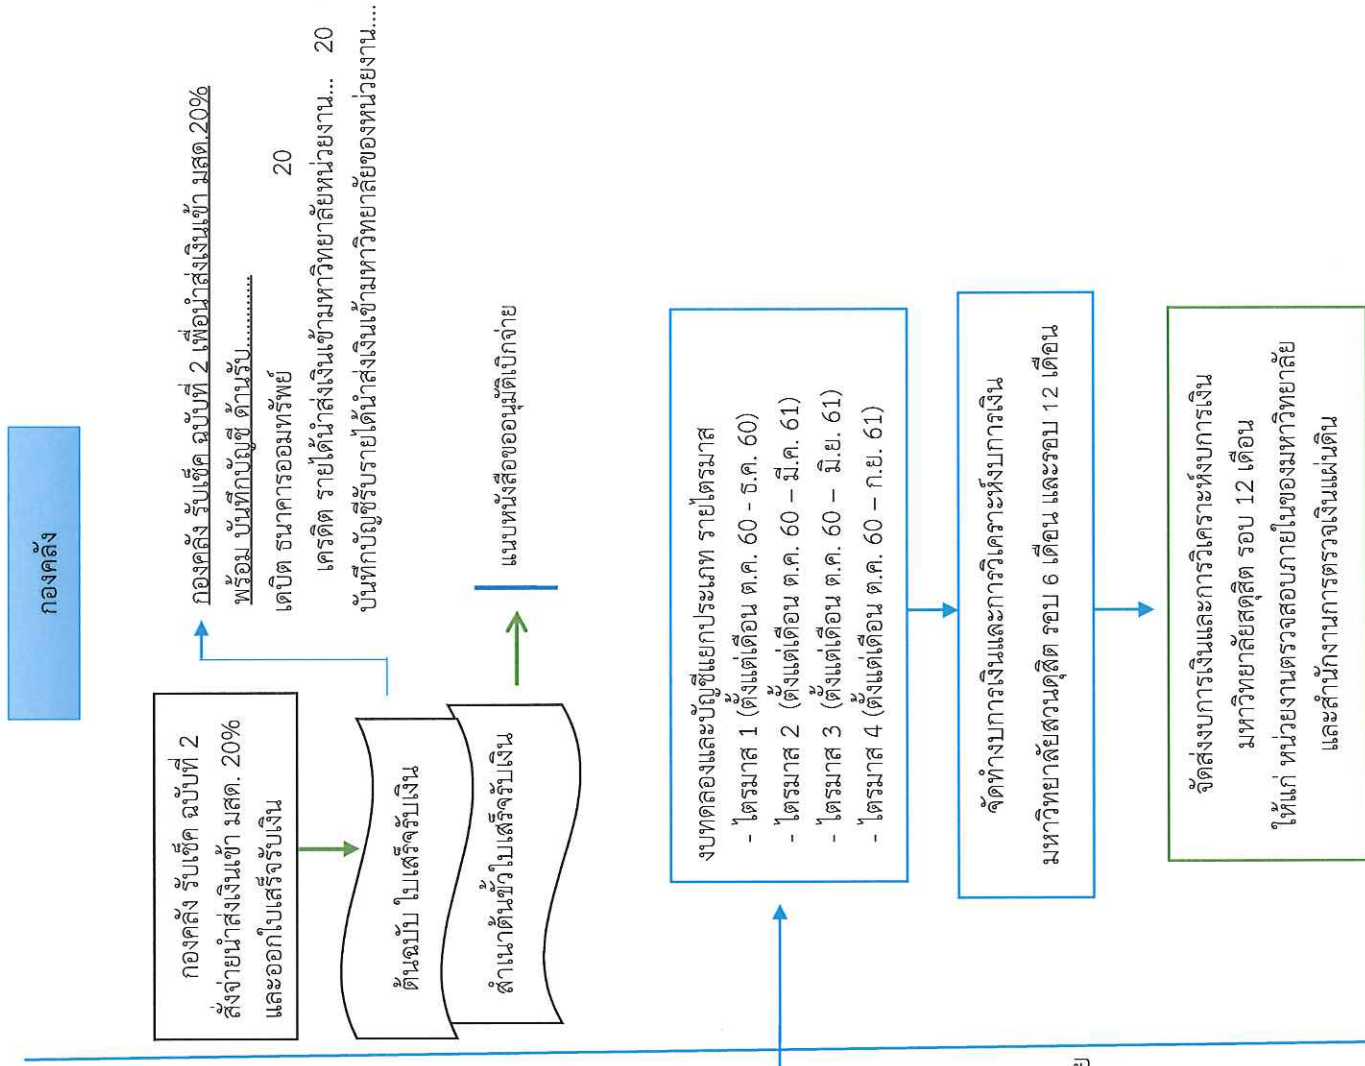 กองคลัง
กองคลัง รับเช็ค ฉบับที่ 2
สั่งจ่ายนำส่งเงินเข้า มสด. 20%
และออกใบเสร็จรับเงิน
กองคลัง รับเช็ค ฉบับที่ 2 เพื่อนำส่งเงินเข้า มสด.20%
พร้อม บันทึกบัญชี ด้านรับ..............
เดบิต ธนาคารออมทรัพย์ 20
เครดิต รายได้นำส่งเงินเข้ามหาวิทยาลัยหน่วยงาน... 20
บันทึกบัญชีรับรายได้นำส่งเงินเข้ามหาวิทยาลัยของหน่วยงาน....
ต้นฉบับ ใบเสร็จรับเงิน
สำเนาต้นขั้วใบเสร็จรับเงิน
แนบหนังสือขออนุมัติเบิกจ่าย
งบทดลองและบัญชีแยกประเภท รายไตรมาส
- ไตรมาส 1 (ตั้งแต่เดือน ต.ค. 60 - ธ.ค. 60)
- ไตรมาส 2 (ตั้งแต่เดือน ต.ค. 60 – มี.ค. 61)
- ไตรมาส 3 (ตั้งแต่เดือน ต.ค. 60 – มิ.ย. 61)
- ไตรมาส 4 (ตั้งแต่เดือน ต.ค. 60 – ก.ย. 61)
จัดทำงบการเงินและการวิเคราะห์งบการเงิน
มหาวิทยาลัยสวนดุสิต รอบ 6 เดือน และรอบ 12 เดือน
จัดส่งงบการเงินและการวิเคราะห์งบการเงิน
มหาวิทยาลัยสดุสิต รอบ 12 เดือน
ให้แก่ หน่วยงานตรวจสอบภายในของมหาวิทยาลัย
และสำนักงานการตรวจเงินแผ่นดิน